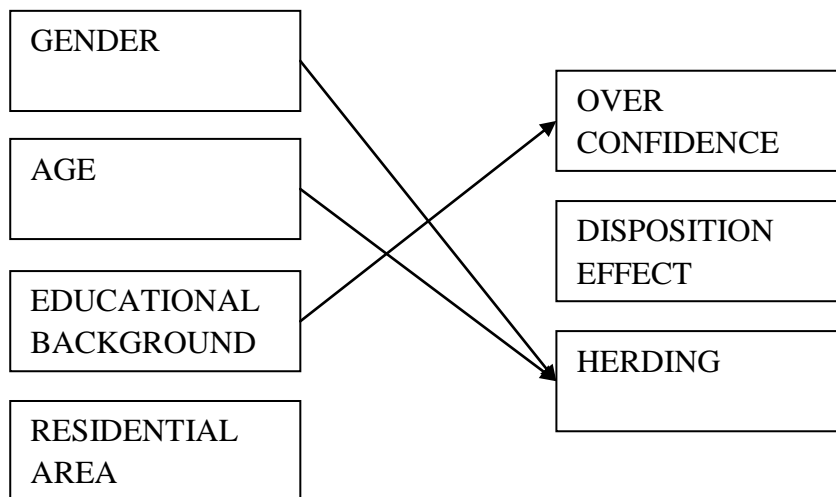 GENDER
AGE
EDUCATIONAL
BACKGROUND
RESIDENTIAL
AREA
OVER
CONFIDENCE
DISPOSITION
EFFECT
HERDING